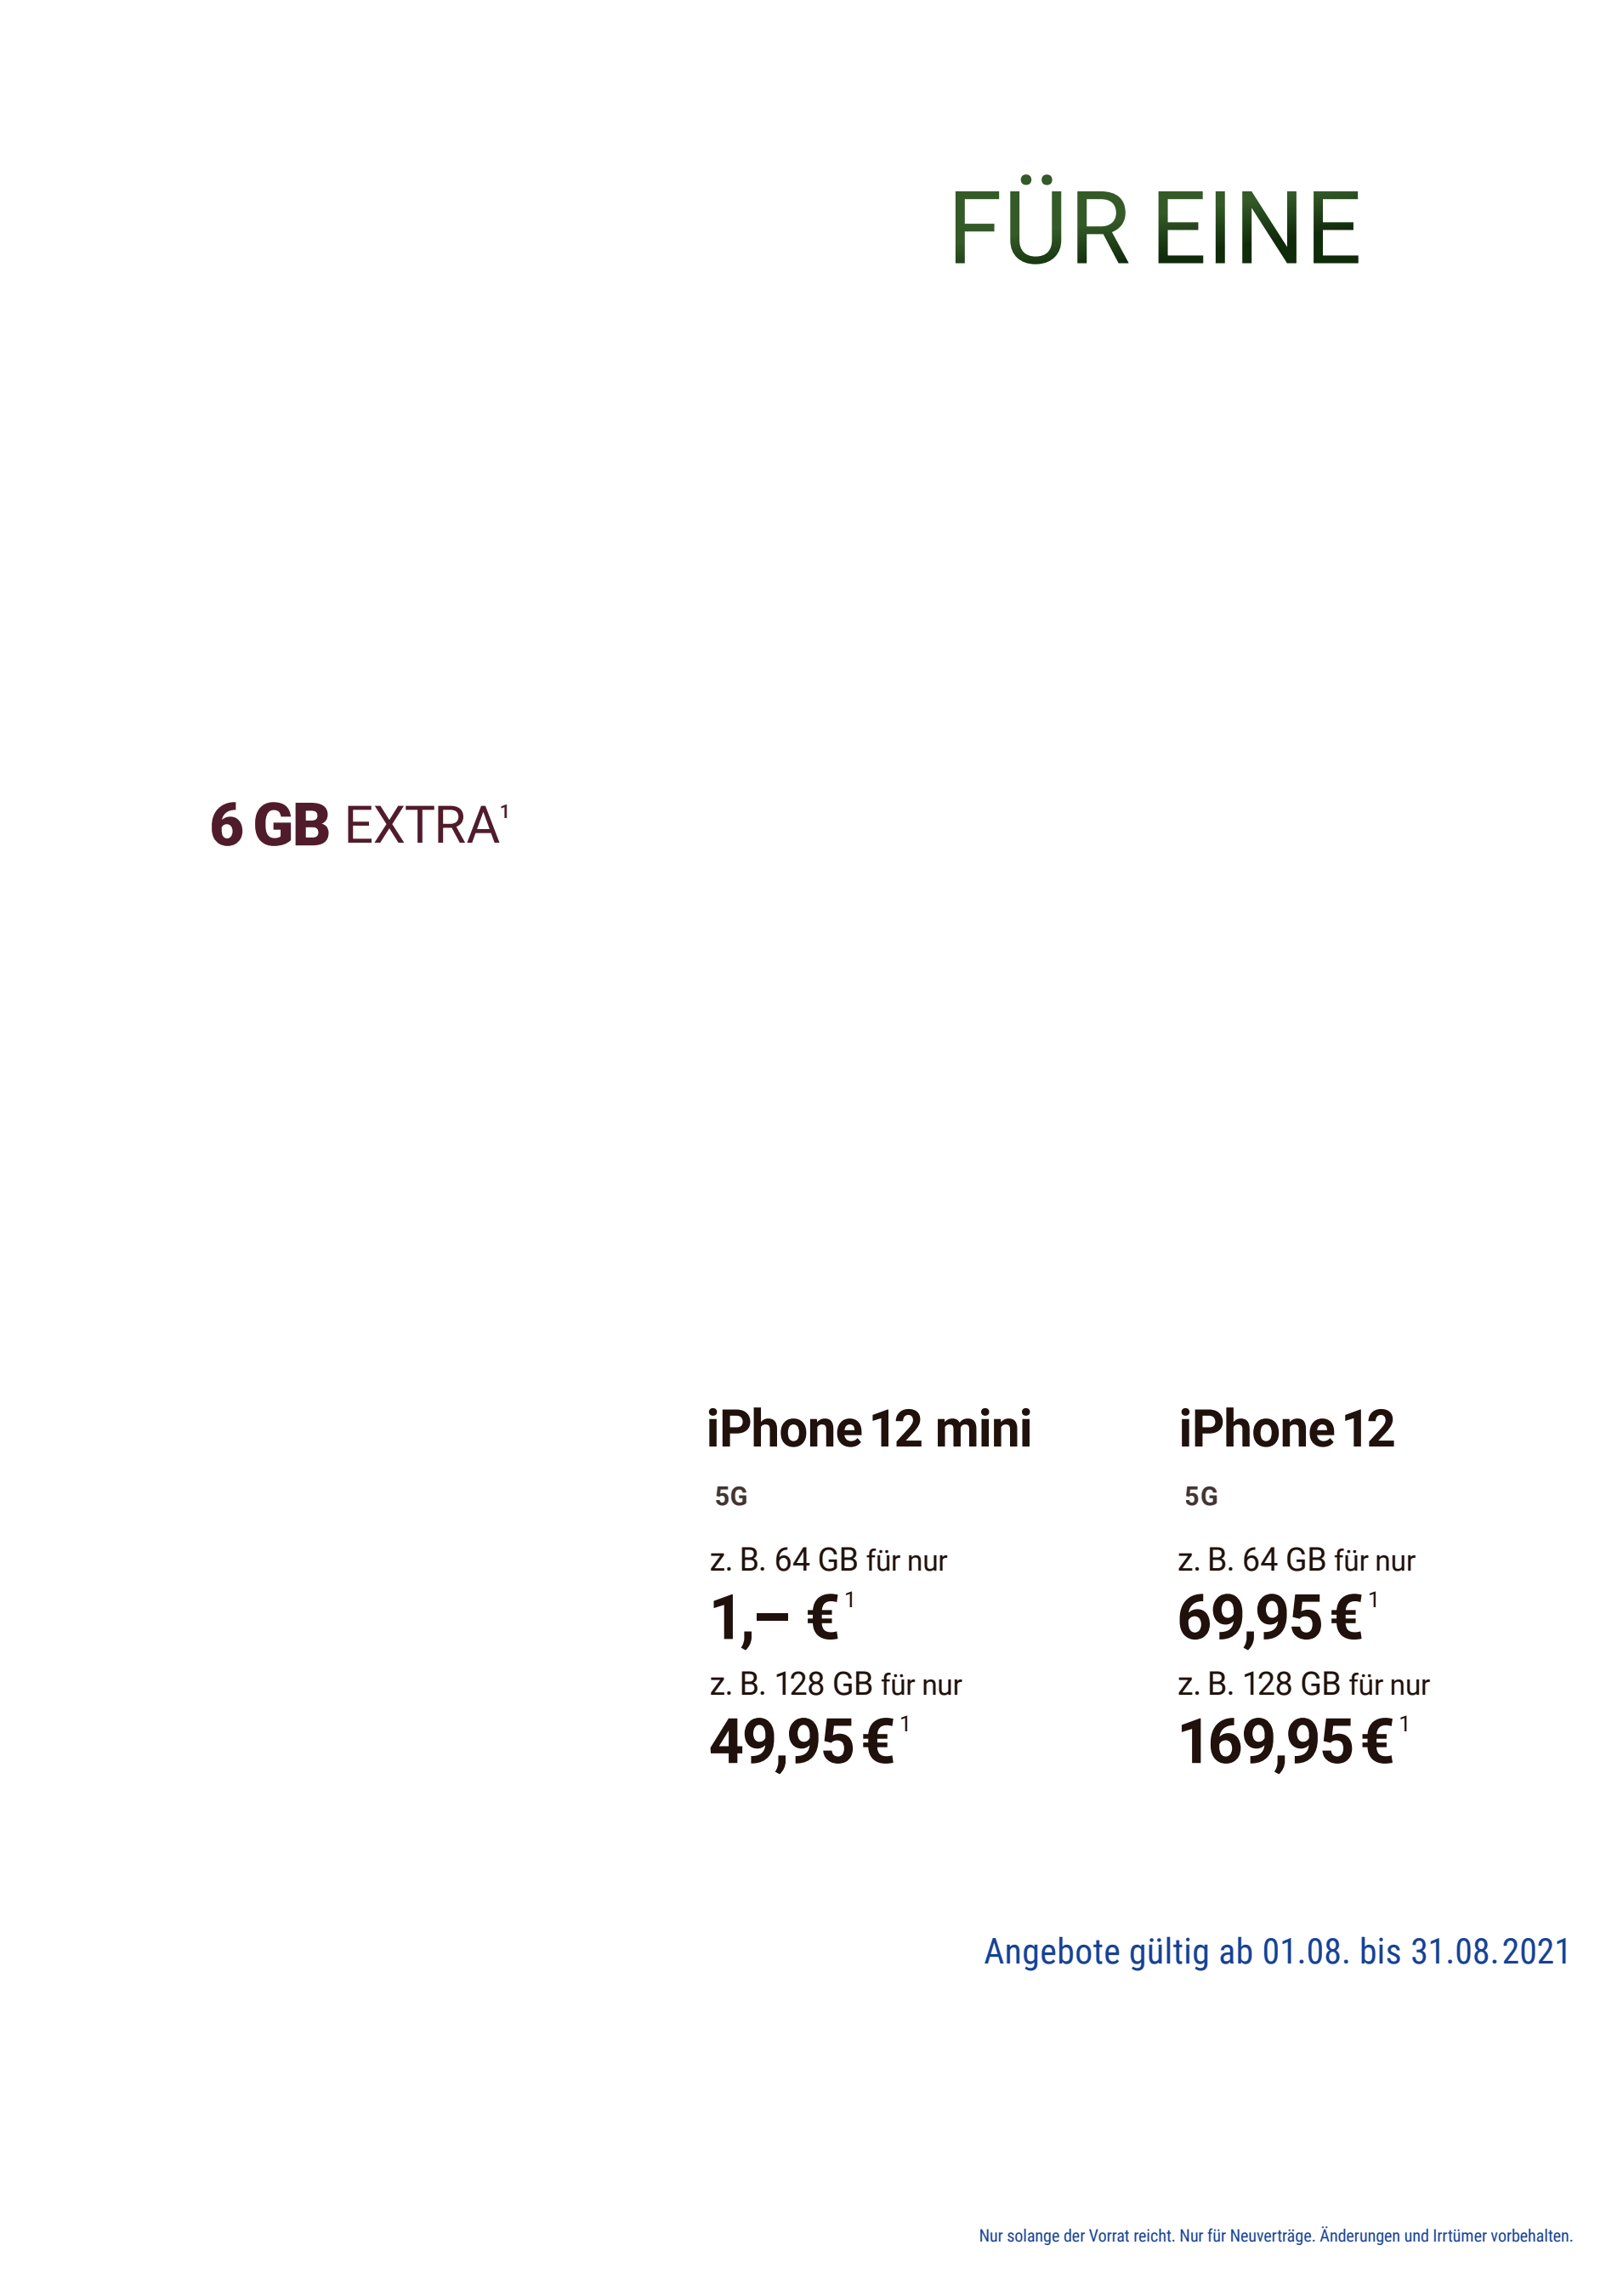 FÜR EINE
6 GB EXTRA¹
iPhone 12 mini
5G
z. B. 64 GB für nur
1,– € ¹
z. B. 128 GB für nur
49,95 € ¹
iPhone 12
5G
z. B. 64 GB für nur
69,95 € ¹
z. B. 128 GB für nur
169,95 € ¹
Angebote gültig ab 01.08. bis 31.08.2021
Nur solange der Vorrat reicht. Nur für Neuverträge. Änderungen und Irrtümer vorbehalten.